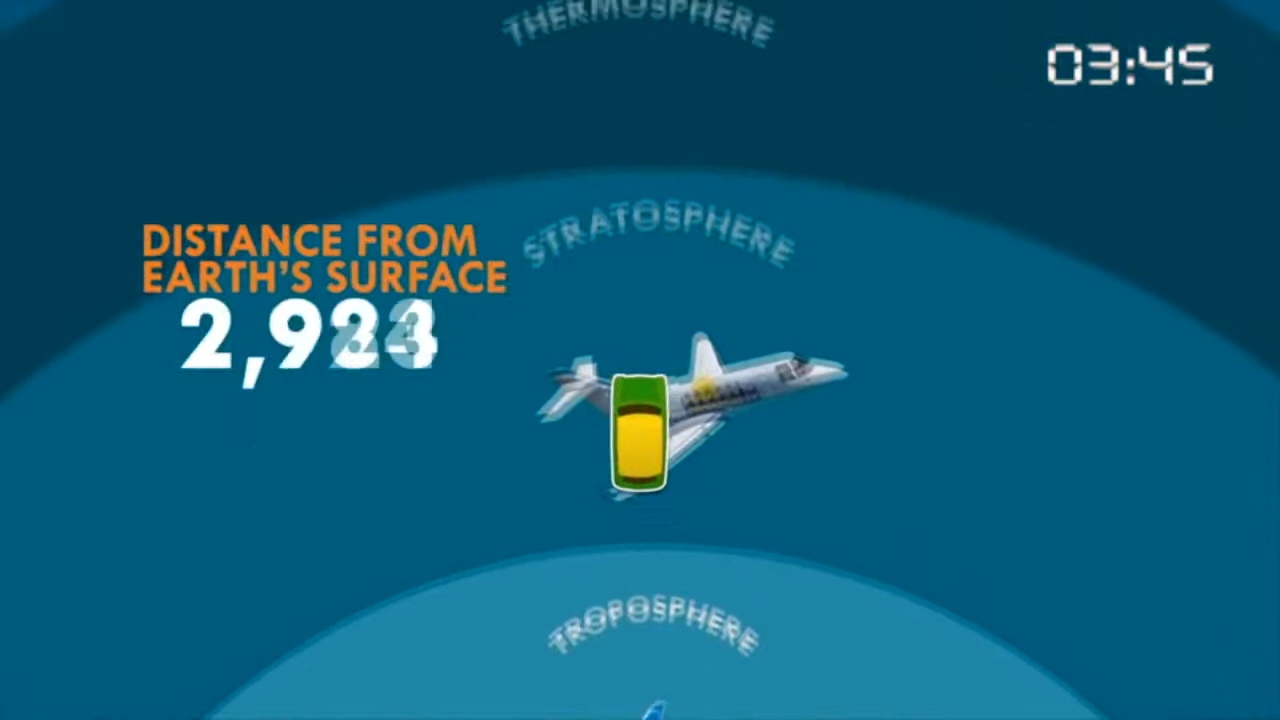 THERMOSPHERE
03:45
STRATOSPHERE
DISTANCE FROM
EARTH'S SURFACE
TROPOSPHERE